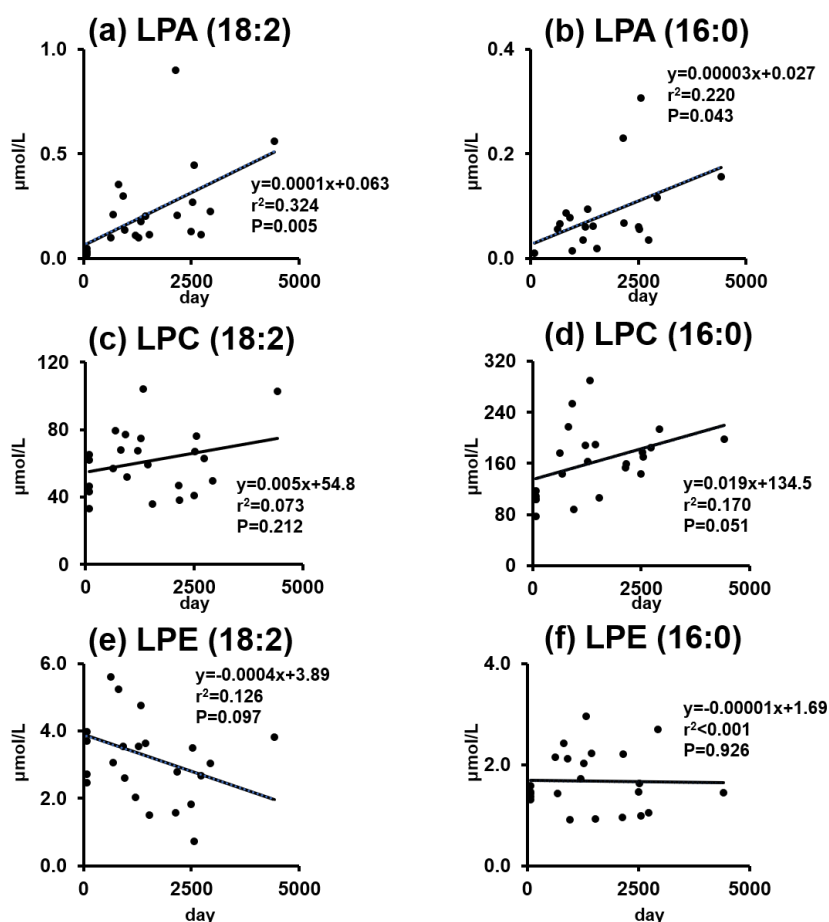 (a) LPA (18:2)
1.0
0.5
0.0
µmol/L
y=0.0001x+0.063
r²=0.324
P=0.005
0 2500 5000
day
(b) LPA (16:0)
0.4
0.2
0.0
µmol/L
y=0.00003x+0.027
r²=0.220
P=0.043
0 2500 5000
day
(c) LPC (18:2)
120
80
40
0
µmol/L
y=0.005x+54.8
r²=0.073
P=0.212
0 2500 5000
day
(d) LPC (16:0)
320
240
160
80
0
µmol/L
y=0.019x+134.5
r²=0.170
P=0.051
0 2500 5000
day
(e) LPE (18:2)
6.0
4.0
2.0
0.0
µmol/L
y=-0.0004x+3.89
r²=0.126
P=0.097
0 2500 5000
day
(f) LPE (16:0)
4.0
2.0
0.0
µmol/L
y=-0.00001x+1.69
r²<0.001
P=0.926
0 2500 5000
day